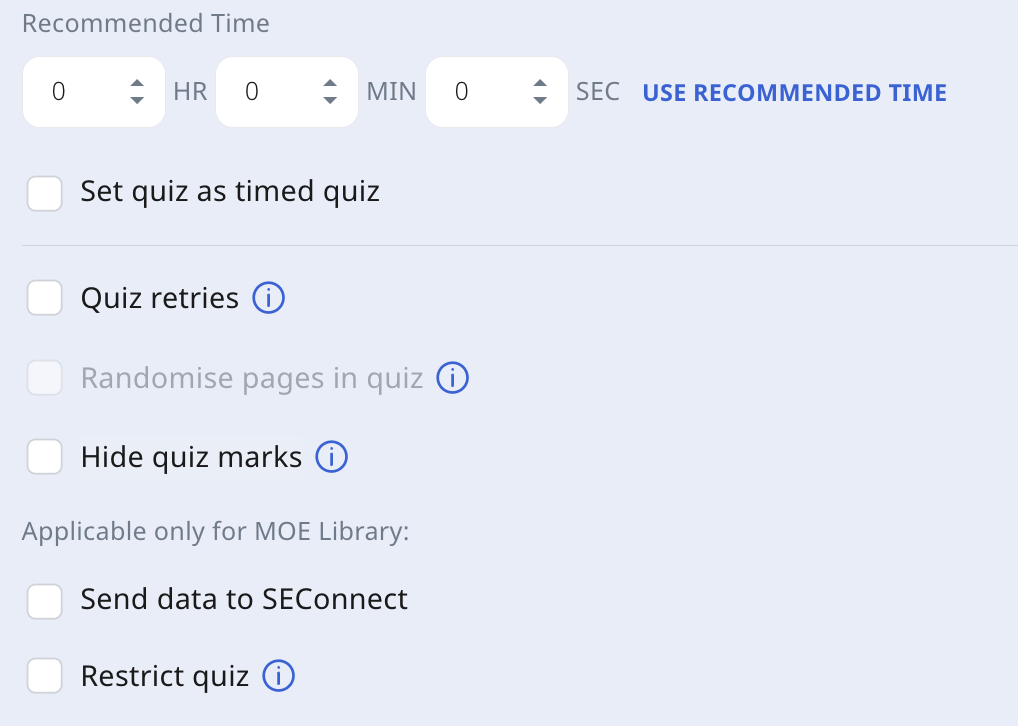 Recommended Time
0 HR 0 MIN 0 SEC USE RECOMMENDED TIME
Set quiz as timed quiz
Quiz retries
Randomise pages in quiz
Hide quiz marks
Applicable only for MOE Library:
Send data to SEConnect
Restrict quiz